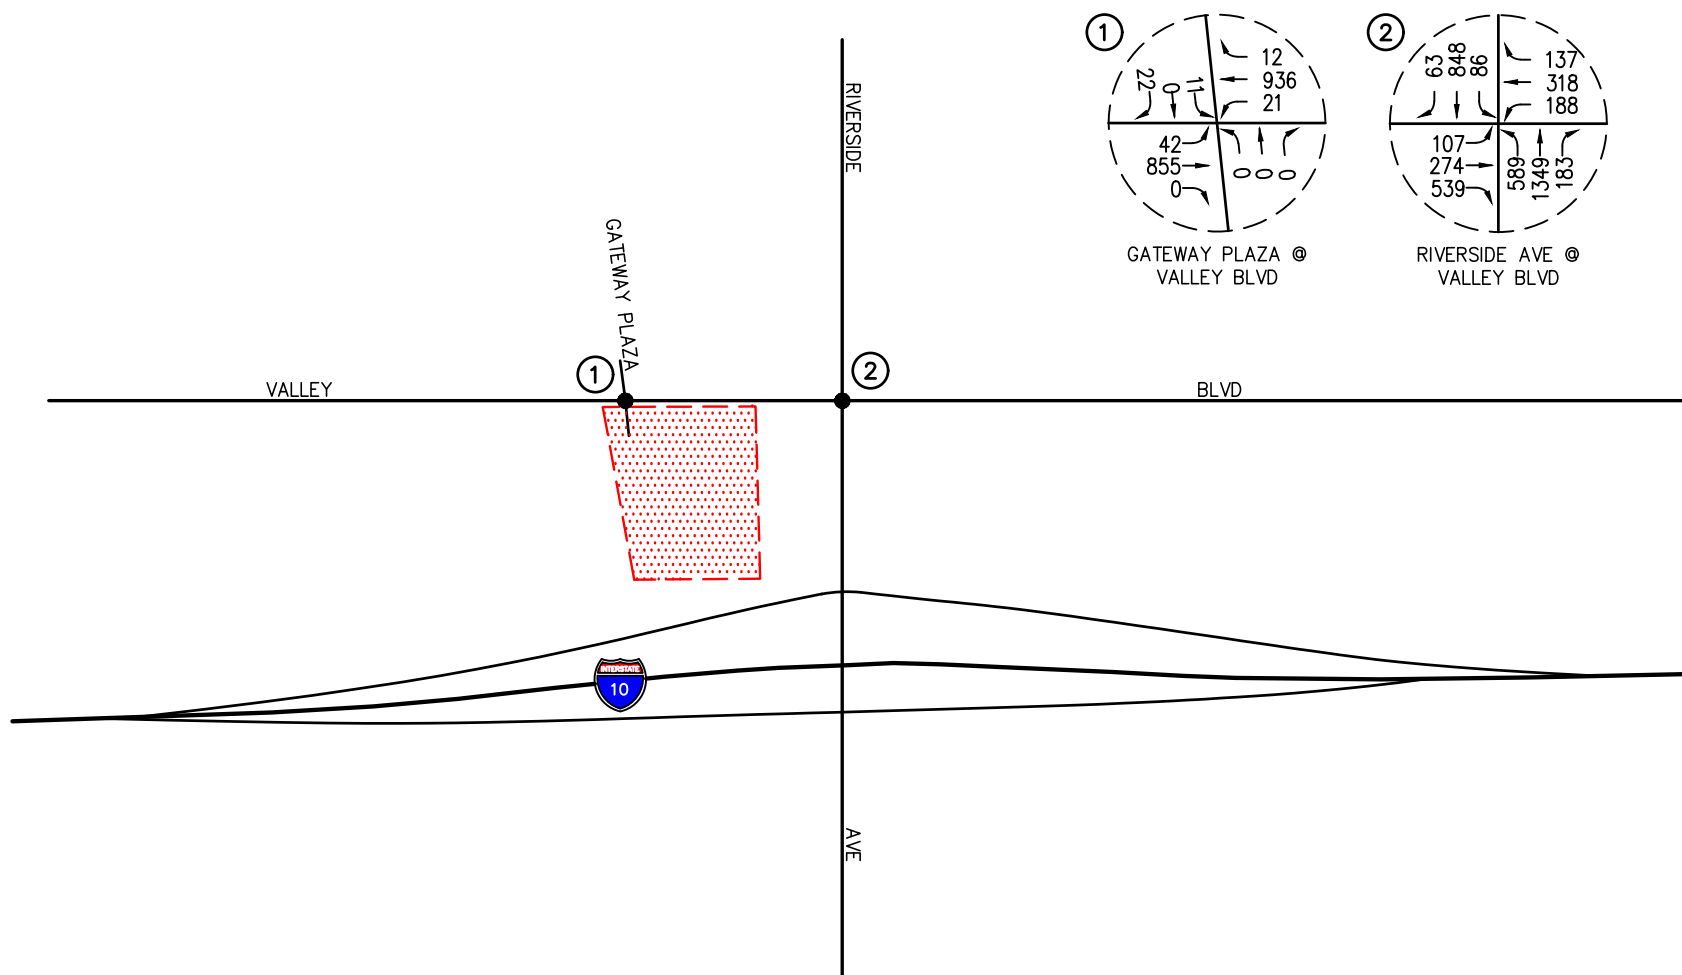 1
2
12
936
21
22
0
11
42
855
0
0
0
0
GATEWAY PLAZA @
VALLEY BLVD
63
848
86
137
318
188
107
274
539
589
1349
183
RIVERSIDE AVE @
VALLEY BLVD
RIVERSIDE
GATEWAY PLAZA
1
2
VALLEY
BLVD
INTERSTATE
10
AVE